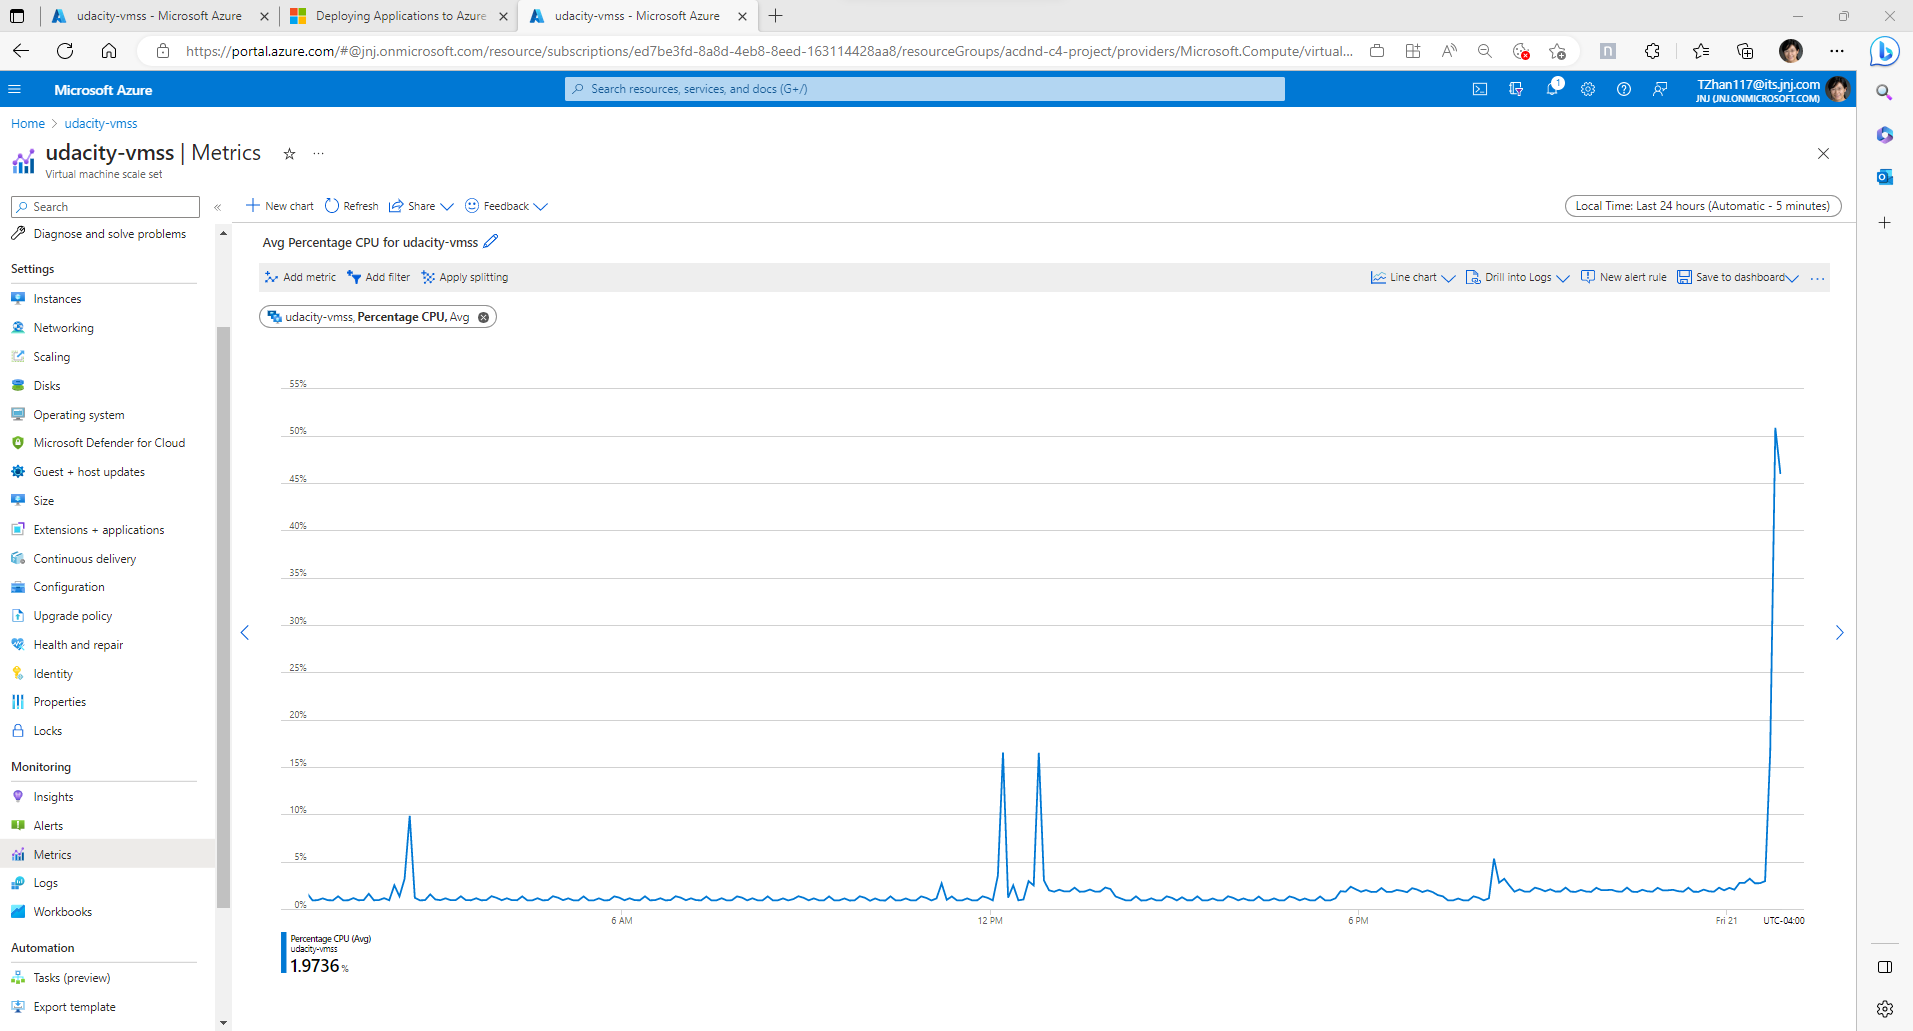 udacity-vmss - Microsoft Azure
Deploying Applications to Azure
udacity-vmss - Microsoft Azure
https://portal.azure.com/#@jnj.onmicrosoft.com/resource/subscriptions/ed7be3fd-8a8d-4eb8-8eed-163114428aa8/resourceGroups/acdnd-c4-project/providers/Microsoft.Compute/virtual...
Microsoft Azure
Search resources, services, and docs (G+/)
1
TZhan117@its.jnj.com
JNJ (JNJ.ONMICROSOFT.COM)
Home > udacity-vmss
udacity-vmss | Metrics
Virtual machine scale set
Search
Diagnose and solve problems
Settings
Instances
Networking
Scaling
Disks
Operating system
Microsoft Defender for Cloud
Guest + host updates
Size
Extensions + applications
Continuous delivery
Configuration
Upgrade policy
Health and repair
Identity
Properties
Locks
Monitoring
Insights
Alerts
Metrics
Logs
Workbooks
Automation
Tasks (preview)
Export template
New chart
Refresh
Share
Feedback
Local Time: Last 24 hours (Automatic - 5 minutes)
Avg Percentage CPU for udacity-vmss
Add metric
Add filter
Apply splitting
Line chart
Drill into Logs
New alert rule
Save to dashboard
udacity-vmss, Percentage CPU, Avg
55%
50%
45%
40%
35%
30%
25%
20%
15%
10%
5%
0%
6 AM
12 PM
6 PM
Fri 21
UTC-04:00
Percentage CPU (Avg)
udacity-vmss
1.9736 %